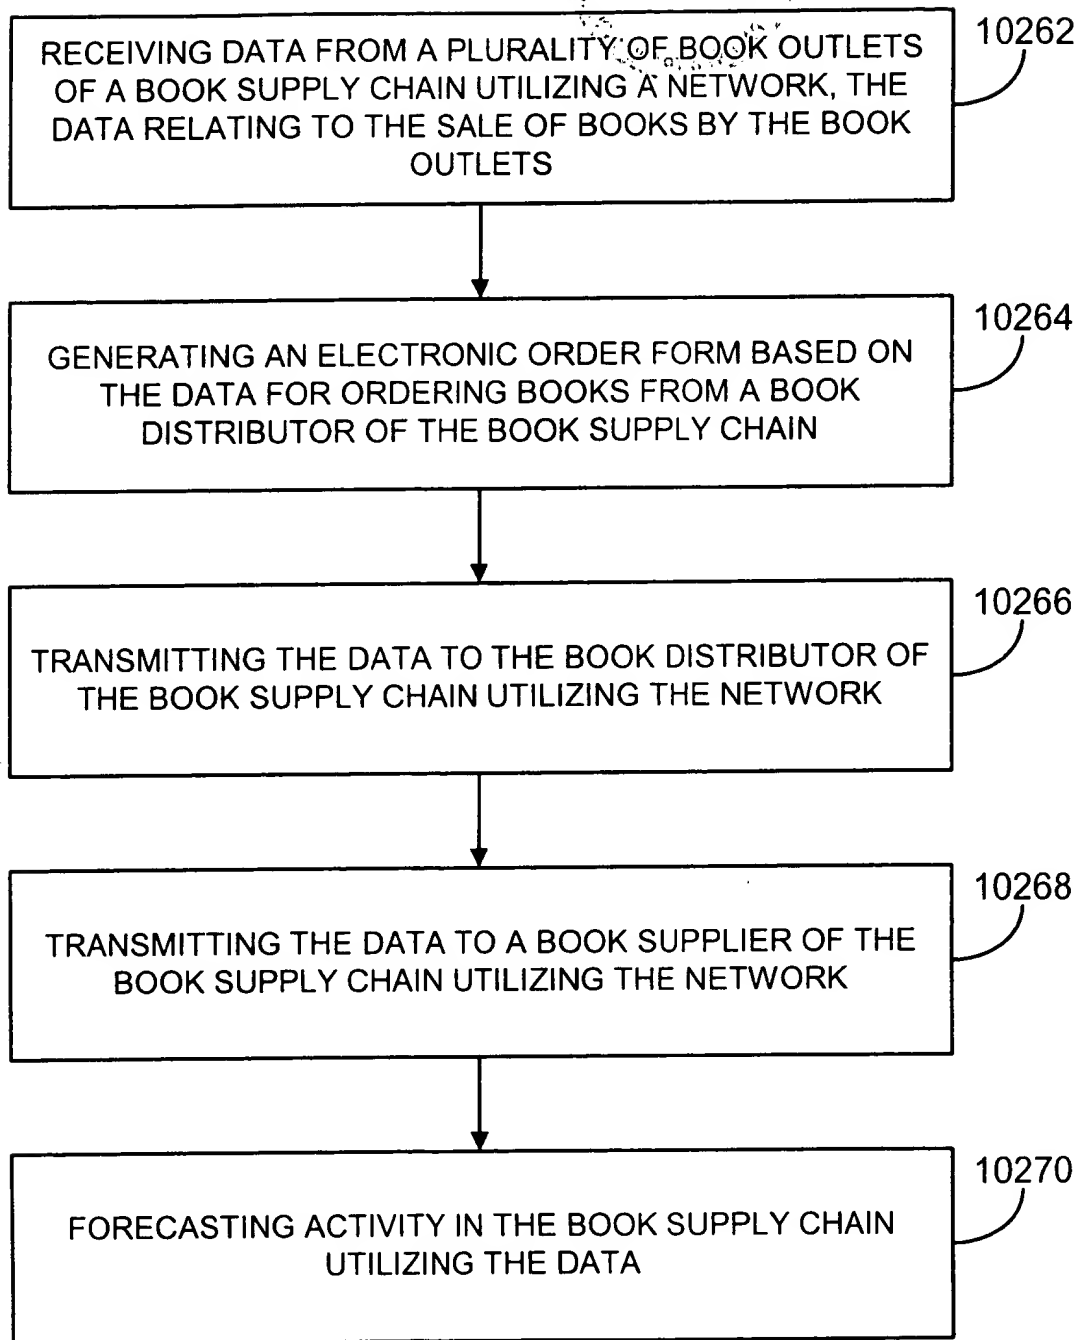 RECEIVING DATA FROM A PLURALITY OF BOOK OUTLETS
OF A BOOK SUPPLY CHAIN UTILIZING A NETWORK, THE
DATA RELATING TO THE SALE OF BOOKS BY THE BOOK
OUTLETS
10262
GENERATING AN ELECTRONIC ORDER FORM BASED ON
THE DATA FOR ORDERING BOOKS FROM A BOOK
DISTRIBUTOR OF THE BOOK SUPPLY CHAIN
10264
TRANSMITTING THE DATA TO THE BOOK DISTRIBUTOR OF
THE BOOK SUPPLY CHAIN UTILIZING THE NETWORK
10266
TRANSMITTING THE DATA TO A BOOK SUPPLIER OF THE
BOOK SUPPLY CHAIN UTILIZING THE NETWORK
10268
FORECASTING ACTIVITY IN THE BOOK SUPPLY CHAIN
UTILIZING THE DATA
10270